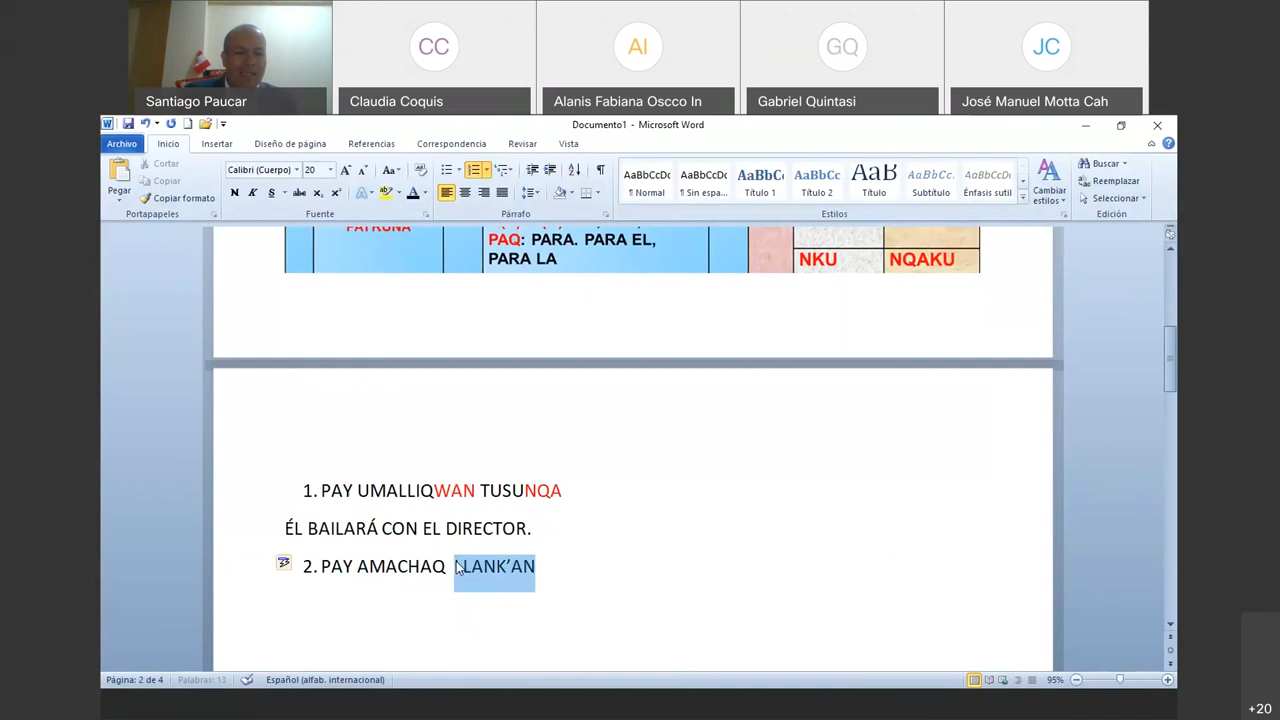 CC
AI
GQ
JC
Santiago Paucar
Claudia Coquis
Alanis Fabiana Oscco In
Gabriel Quintasi
José Manuel Motta Cah
Documento1 - Microsoft Word
Archivo Inicio Insertar Diseño de página Referencias Correspondencia Revisar Vista
Pegar
Cortar
Copiar
Copiar formato
Portapapeles
Calibri (Cuerpo) 20
Fuente
Párrafo
AaBbCcDc AaBbCcDc AaBbCc AaBbCc AaB AaBbCc. AaBbCcDc
¶ Normal ¶ Sin espa... Título 1 Título 2 Título Subtítulo Énfasis sutil
Cambiar estilos
Estilos
Buscar
Reemplazar
Seleccionar
Edición
PAQ: PARA. PARA EL,
PARA LA
NKU NQAKU
1. PAY UMALLIQWAN TUSUNQA
ÉL BAILARÁ CON EL DIRECTOR.
2. PAY AMACHAQ LLANK’AN
Página: 2 de 4 Palabras: 13 Español (alfab. internacional) 95%
+20